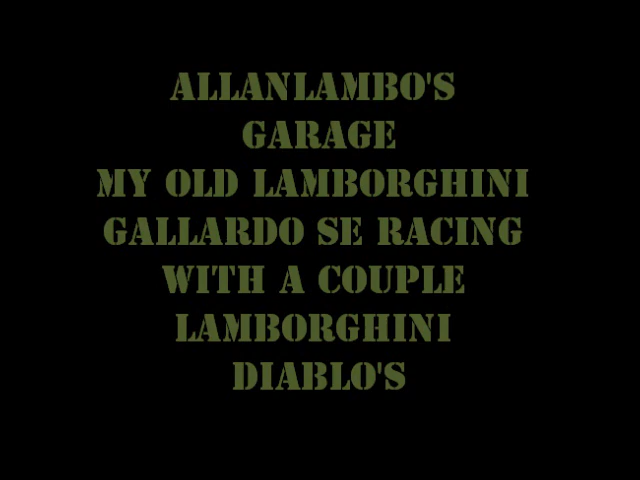 ALLANLAMBO'S
GARAGE
MY OLD LAMBORGHINI
GALLARDO SE RACING
WITH A COUPLE
LAMBORGHINI
DIABLO'S